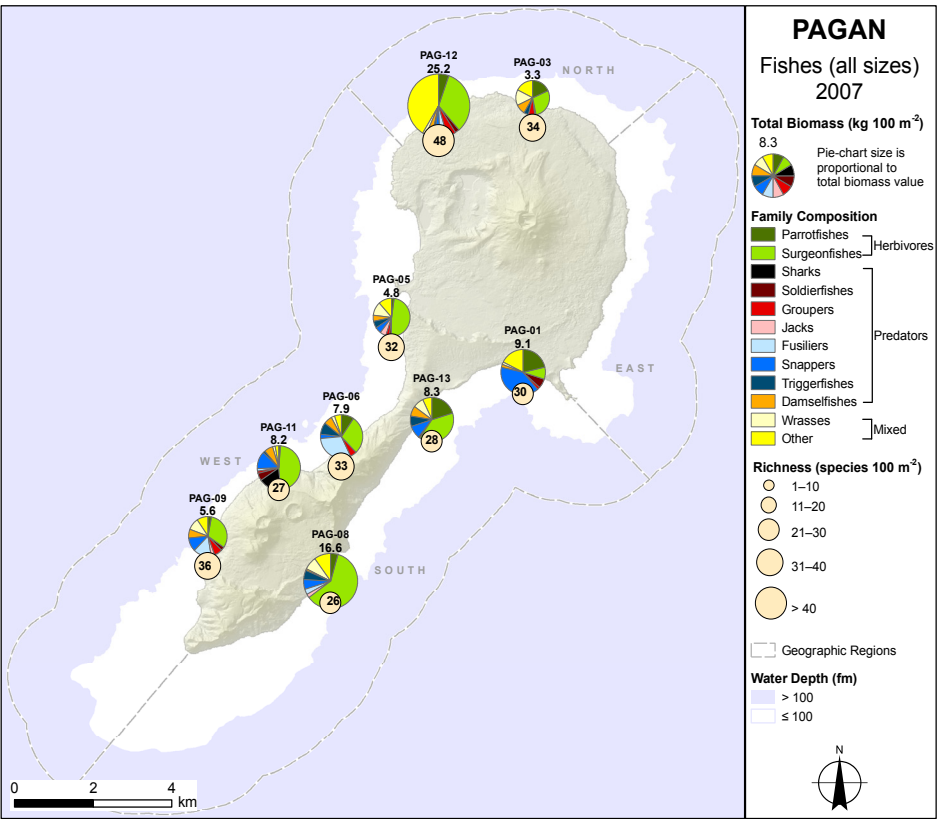 PAG-12
25.2
48
PAG-03
3.3
34
NORTH
PAG-05
4.8
32
PAG-01
9.1
30
EAST
PAG-13
8.3
28
PAG-06
7.9
33
PAG-11
8.2
27
WEST
PAG-09
5.6
36
PAG-08
16.6
26
SOUTH
0 2 4
km
PAGAN
Fishes (all sizes)
2007
Total Biomass (kg 100 m⁻²)
8.3
Pie-chart size is
proportional to
total biomass value
Family Composition
Parrotfishes
Surgeonfishes
Herbivores
Sharks
Soldierfishes
Groupers
Jacks
Fusiliers
Snappers
Triggerfishes
Damselfishes
Predators
Wrasses
Other
Mixed
Richness (species 100 m⁻²)
1–10
11–20
21–30
31–40
> 40
Geographic Regions
Water Depth (fm)
> 100
≤ 100
N